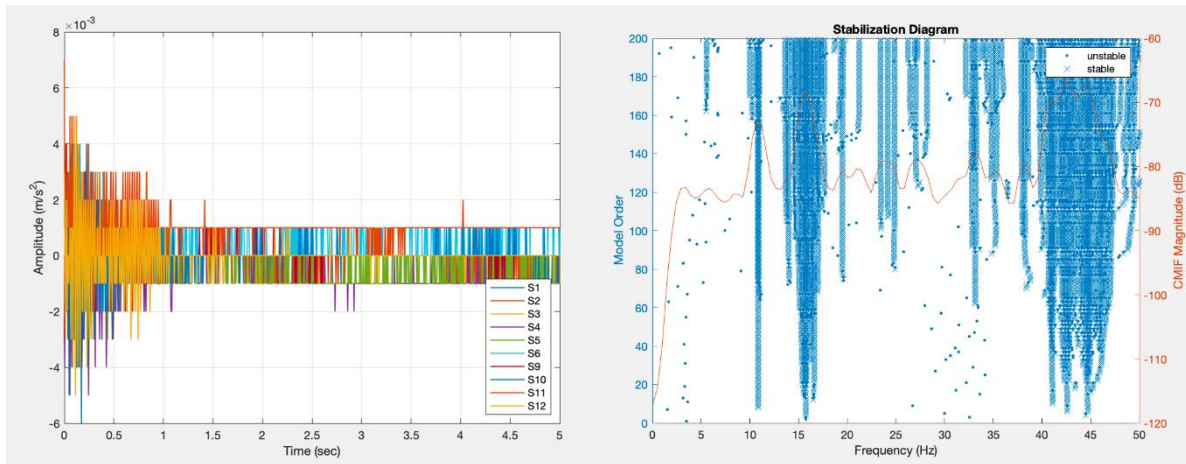 ×10⁻³
8
6
4
2
0
-2
-4
-6
Amplitude (m/s²)
0 0.5 1 1.5 2 2.5 3 3.5 4 4.5 5
Time (sec)
S1
S2
S3
S4
S5
S6
S9
S10
S11
S12
Stabilization Diagram
200
180
160
140
120
100
80
60
40
20
0
Model Order
0 5 10 15 20 25 30 35 40 45 50
Frequency (Hz)
unstable
stable
-60
-70
-80
-90
-100
-110
-120
CMIF Magnitude (dB)